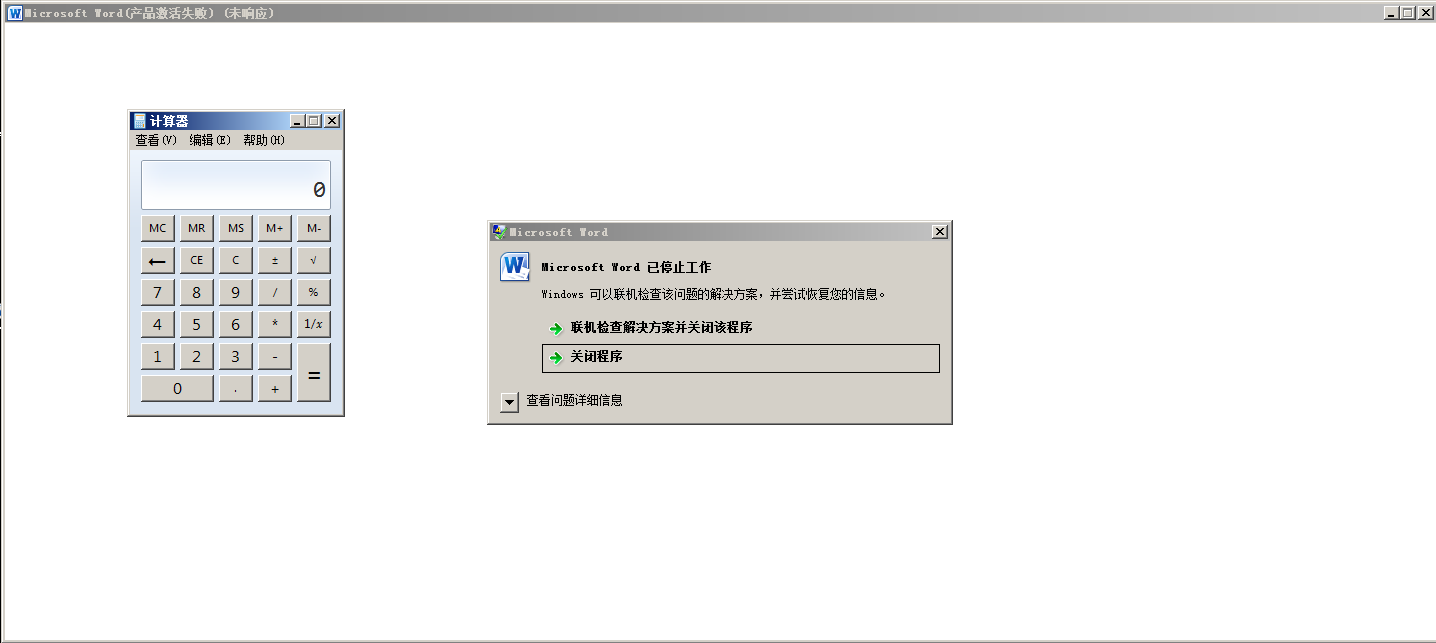 Microsoft Word(产品激活失败) (未响应)
计算器
查看(V) 编辑(E) 帮助(H)
0
MC MR MS M+ M-
← CE C ± √
7 8 9 / %
4 5 6 * 1/x
1 2 3 - =
0 . +
Microsoft Word
Microsoft Word 已停止工作
Windows 可以联机检查该问题的解决方案，并尝试恢复您的信息。
联机检查解决方案并关闭该程序
关闭程序
查看问题详细信息